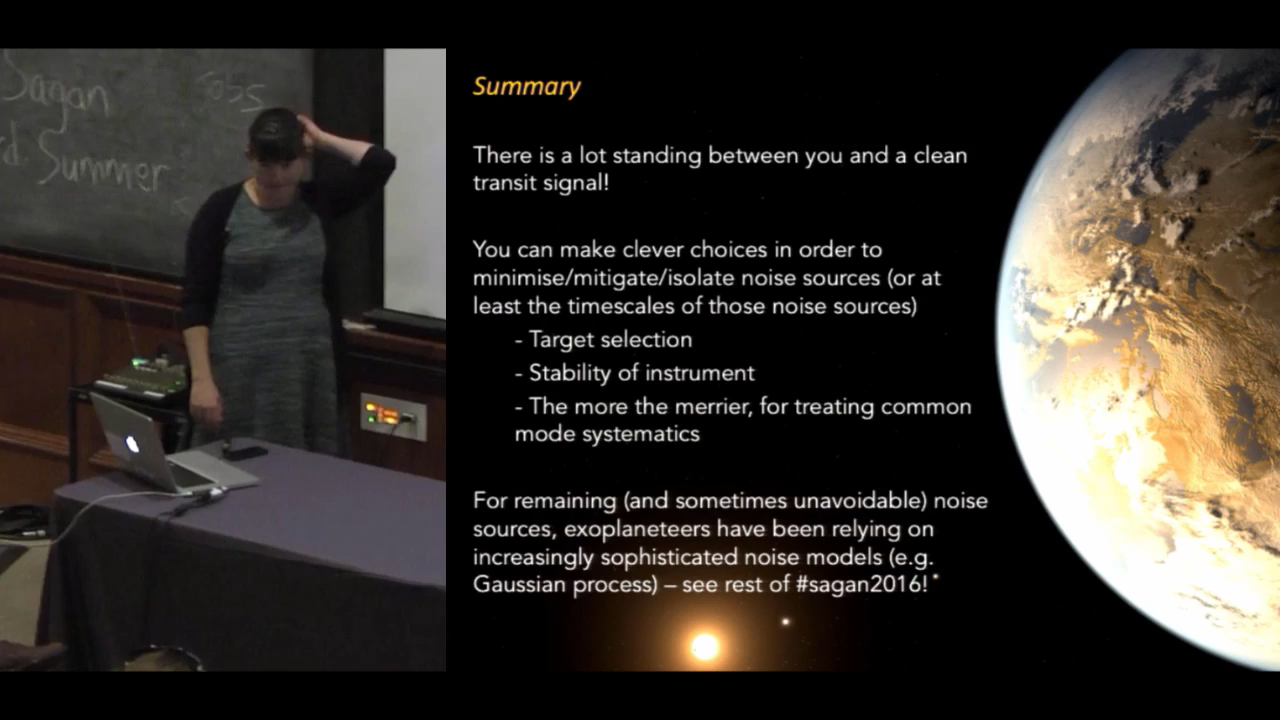 Sagan
Summer
Summary
There is a lot standing between you and a clean
transit signal!
You can make clever choices in order to
minimise/mitigate/isolate noise sources (or at
least the timescales of those noise sources)
- Target selection
- Stability of instrument
- The more the merrier, for treating common
mode systematics
For remaining (and sometimes unavoidable) noise
sources, exoplaneteers have been relying on
increasingly sophisticated noise models (e.g.
Gaussian process) – see rest of #sagan2016!